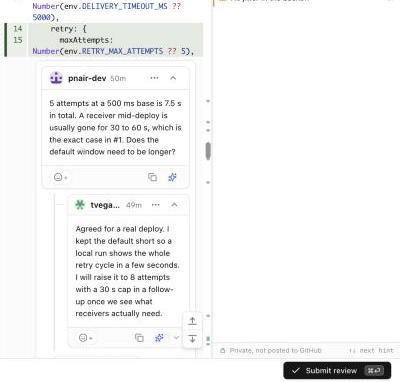 Number(env.DELIVERY_TIMEOUT_MS ??
5000),
14 retry: {
15 maxAttempts:
Number(env.RETRY_MAX_ATTEMPTS ?? 5),
pnair-dev 50m
5 attempts at a 500 ms base is 7.5 s
in total. A receiver mid-deploy is
usually gone for 30 to 60 s, which is
the exact case in #1. Does the
default window need to be longer?
tvega... 49m
Agreed for a real deploy. I
kept the default short so a
local run shows the whole
retry cycle in a few seconds.
I will raise it to 8 attempts
with a 30 s cap in a follow-
up once we see what
receivers actually need.
Private, not posted to GitHub
↑↓ next hint
Submit review ⌘⏎